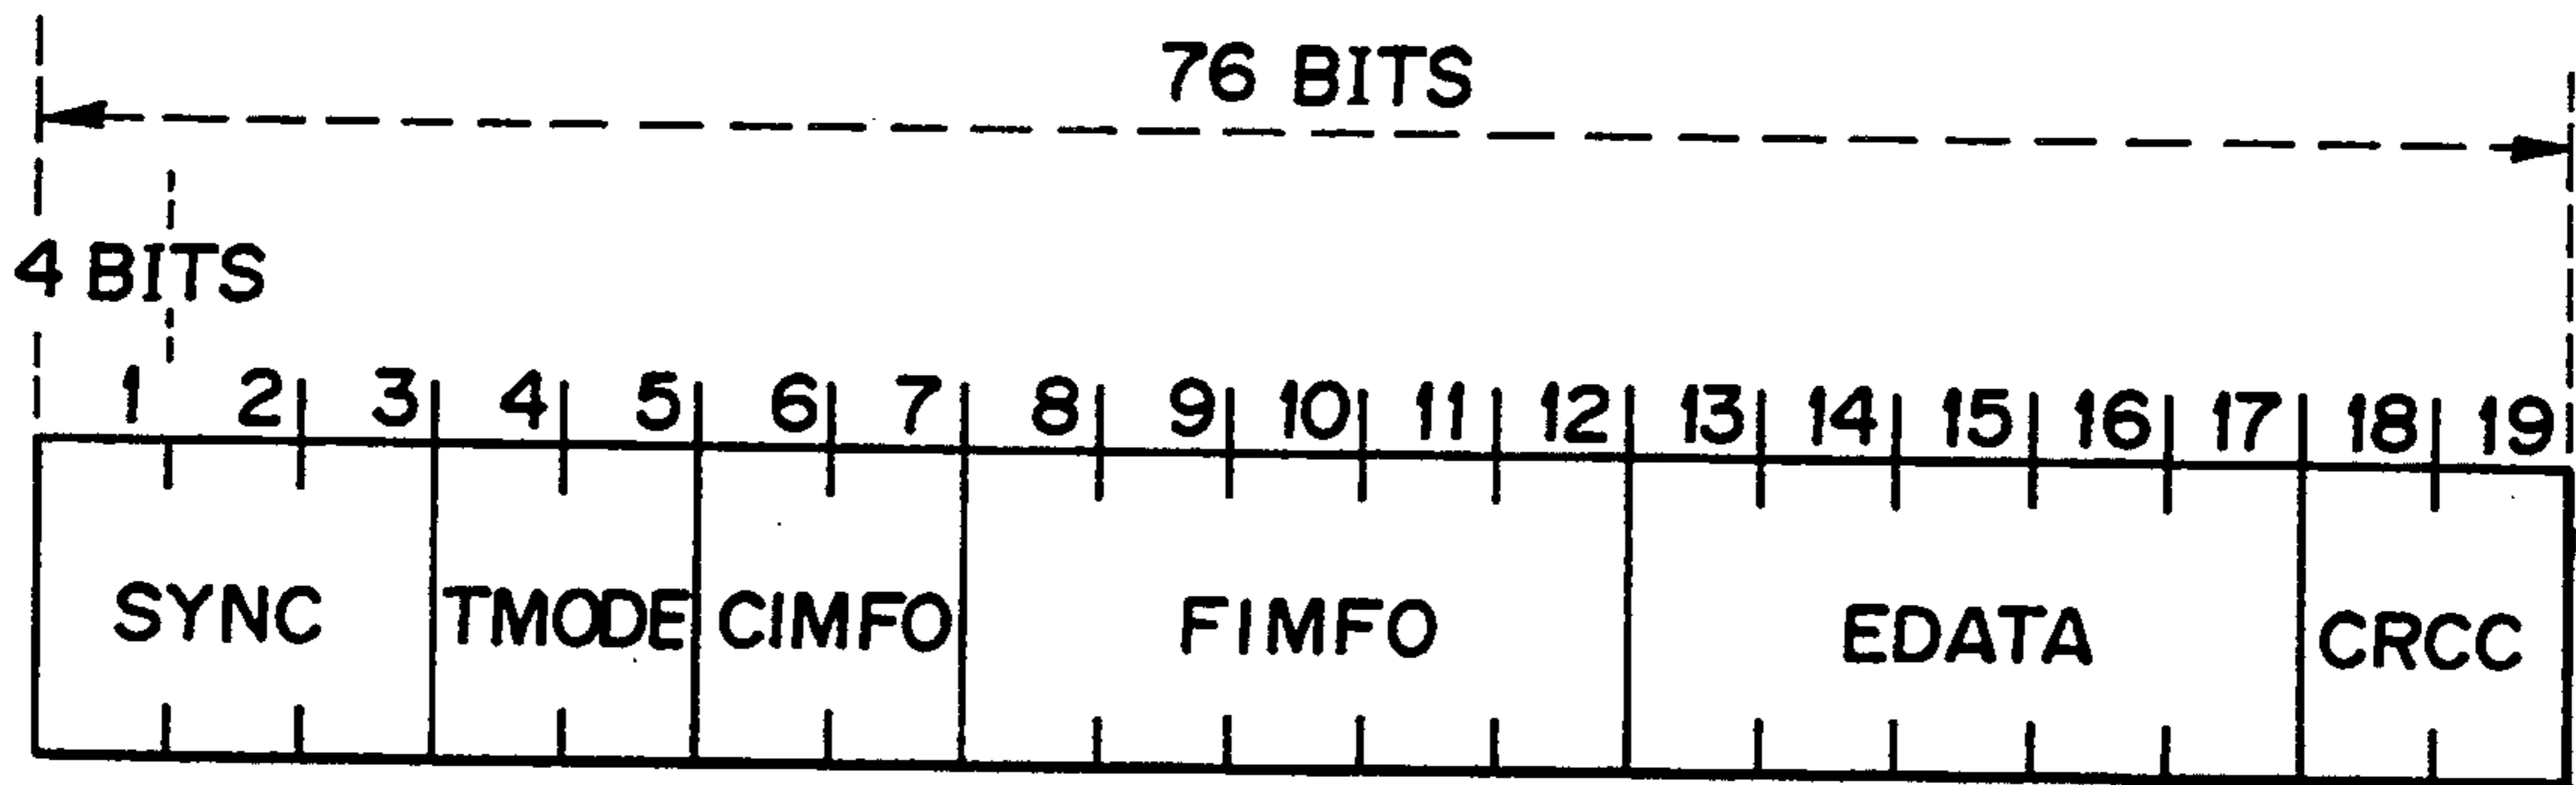 76 BITS
4 BITS
1 2 3 4 5 6 7 8 9 10 11 12 13 14 15 16 17 18 19
SYNC TMODE CIMFO FIMFO EDATA CRCC